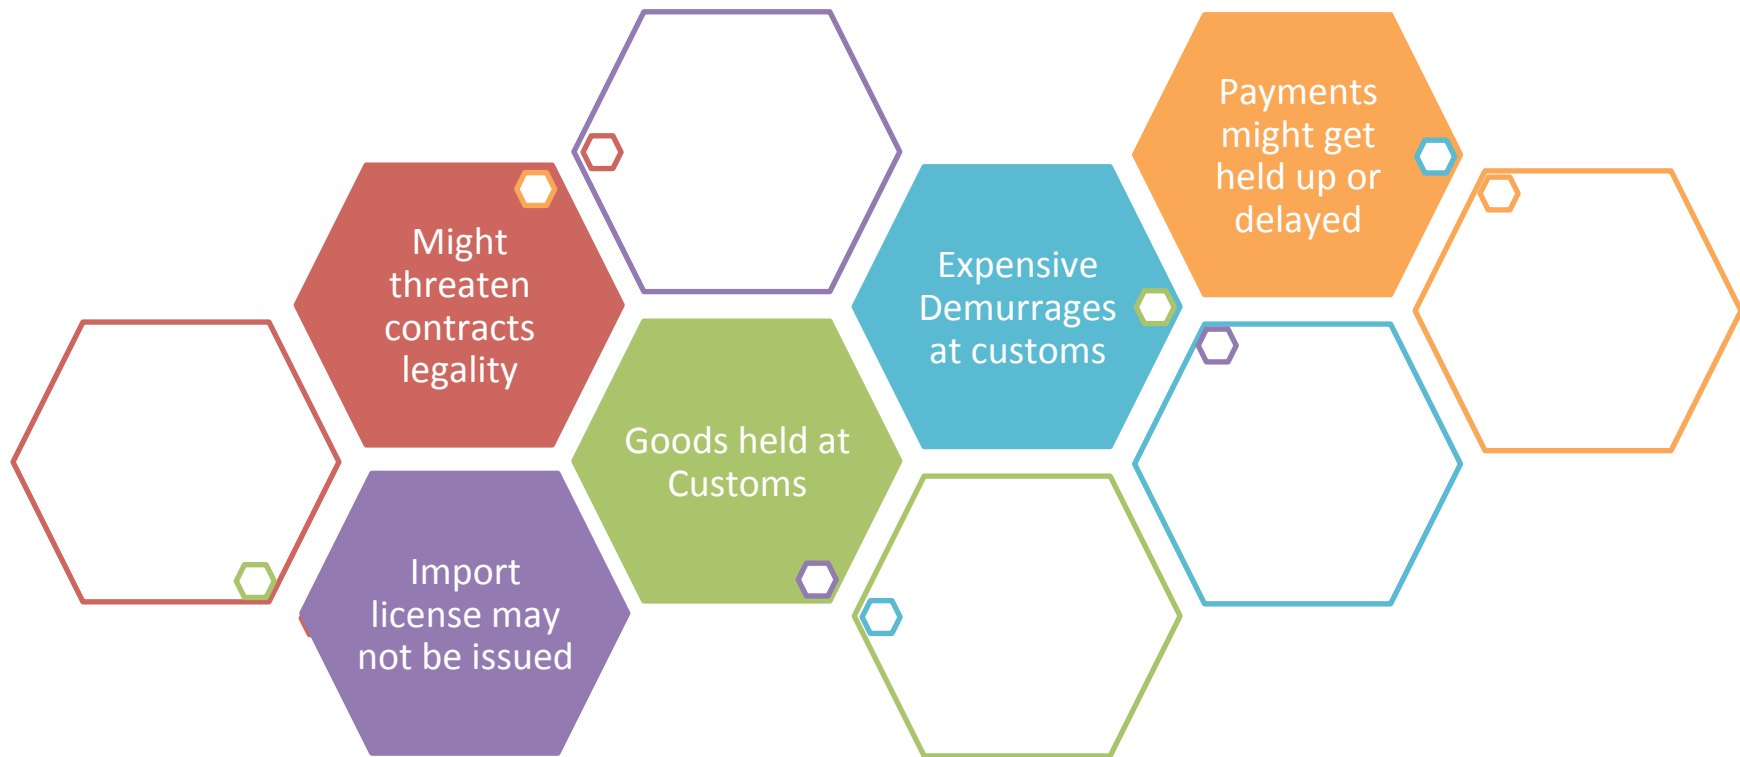 Might
threaten
contracts
legality
Import
license may
not be issued
Goods held at
Customs
Expensive
Demurrages
at customs
Payments
might get
held up or
delayed